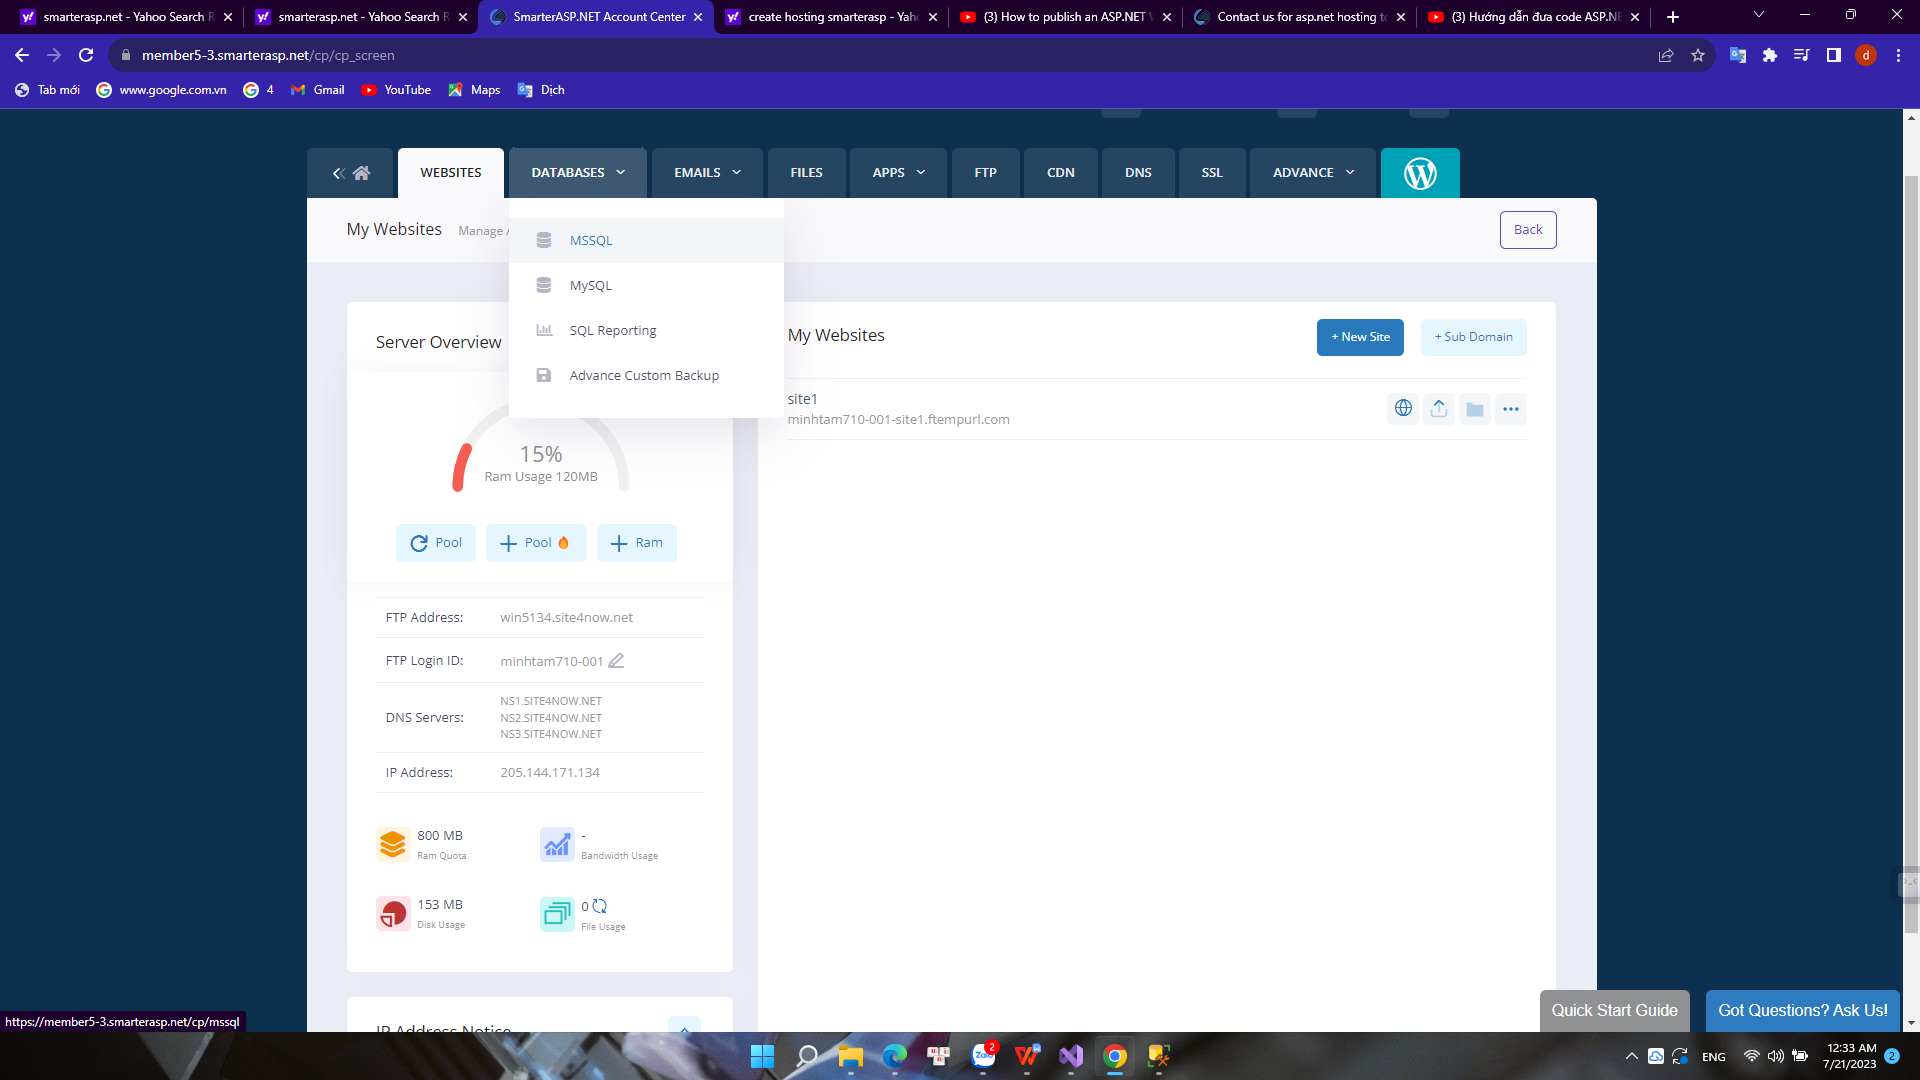 smarterasp.net - Yahoo Search R
smarterasp.net - Yahoo Search R
SmarterASP.NET Account Center
create hosting smarterasp - Yaho
(3) How to publish an ASP.NET W
Contact us for asp.net hosting to
(3) Hướng dẫn đưa code ASP.NE
member5-3.smarterasp.net/cp/cp_screen
d
Tab mới
www.google.com.vn
4
Gmail
YouTube
Maps
Dịch
WEBSITES
DATABASES
EMAILS
FILES
APPS
FTP
CDN
DNS
SSL
ADVANCE
My Websites
Manage
Back
MSSQL
MySQL
SQL Reporting
Advance Custom Backup
Server Overview
15%
Ram Usage 120MB
Pool
Pool
Ram
FTP Address:
win5134.site4now.net
FTP Login ID:
minhtam710-001
DNS Servers:
NS1.SITE4NOW.NET
NS2.SITE4NOW.NET
NS3.SITE4NOW.NET
IP Address:
205.144.171.134
800 MB
Ram Quota
-
Bandwidth Usage
153 MB
Disk Usage
0
File Usage
IP Address Notice
My Websites
+ New Site
+ Sub Domain
site1
minhtam710-001-site1.ftempurl.com
Quick Start Guide
Got Questions? Ask Us!
https://member5-3.smarterasp.net/cp/mssql
Zalo
2
ENG
12:33 AM
7/21/2023
2